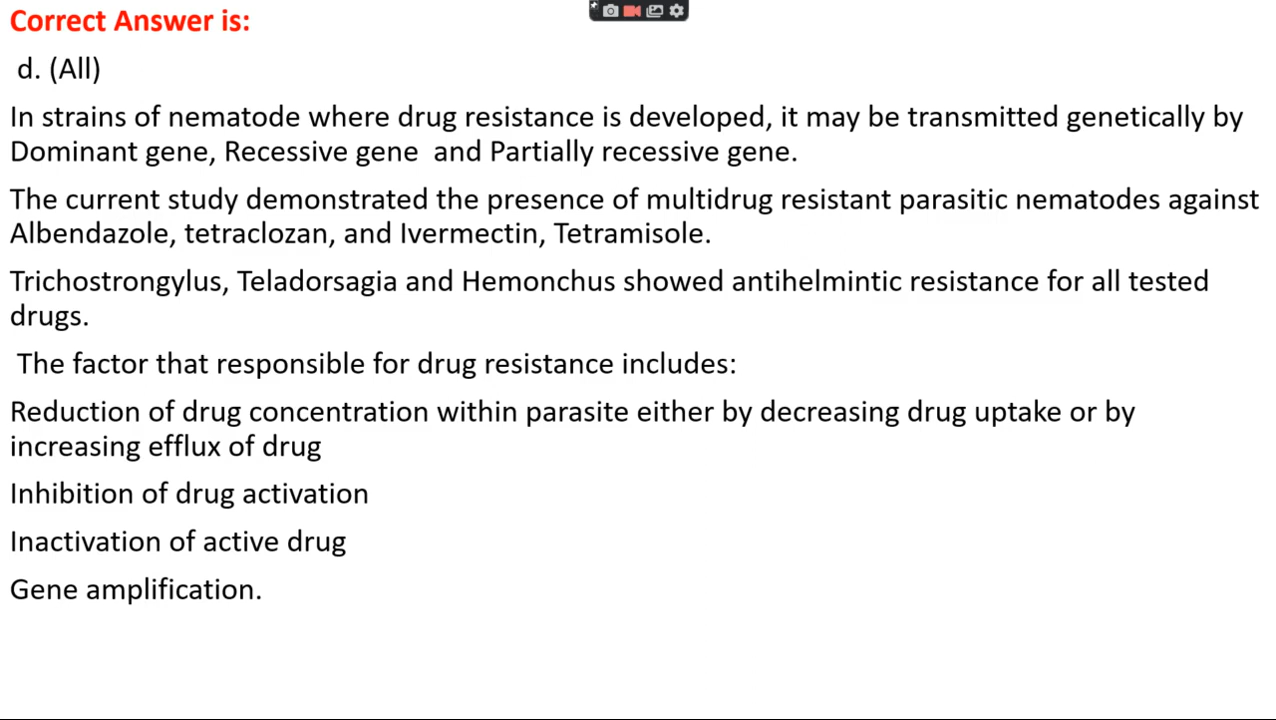 Correct Answer is:
d. (All)
In strains of nematode where drug resistance is developed, it may be transmitted genetically by
Dominant gene, Recessive gene and Partially recessive gene.
The current study demonstrated the presence of multidrug resistant parasitic nematodes against
Albendazole, tetraclozan, and Ivermectin, Tetramisole.
Trichostrongylus, Teladorsagia and Hemonchus showed antihelmintic resistance for all tested
drugs.
The factor that responsible for drug resistance includes:
Reduction of drug concentration within parasite either by decreasing drug uptake or by
increasing efflux of drug
Inhibition of drug activation
Inactivation of active drug
Gene amplification.